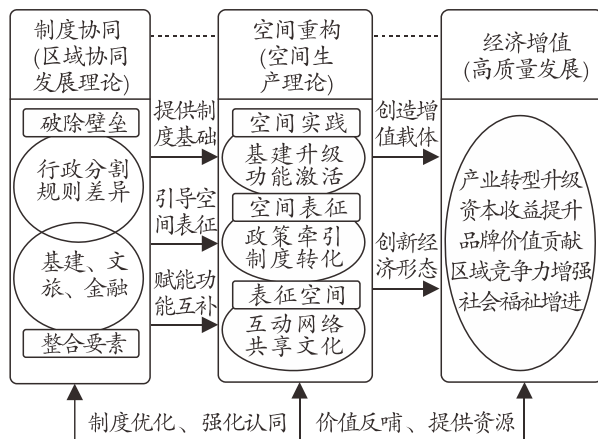 制度协同
(区域协同
发展理论)
破除壁垒
行政分割
规则差异
基建、文
旅、金融
整合要素
提供制
度基础
引导空
间表征
赋能功
能互补
空间重构
(空间生
产理论)
空间实践
基建升级
功能激活
空间表征
政策牵引
制度转化
表征空间
互动网络
共享文化
创造增
值载体
创新经
济形态
经济增值
(高质量发展)
产业转型升级
资本收益提升
品牌价值贡献
区域竞争力增强
社会福祉增进
制度优化、强化认同
价值反哺、提供资源